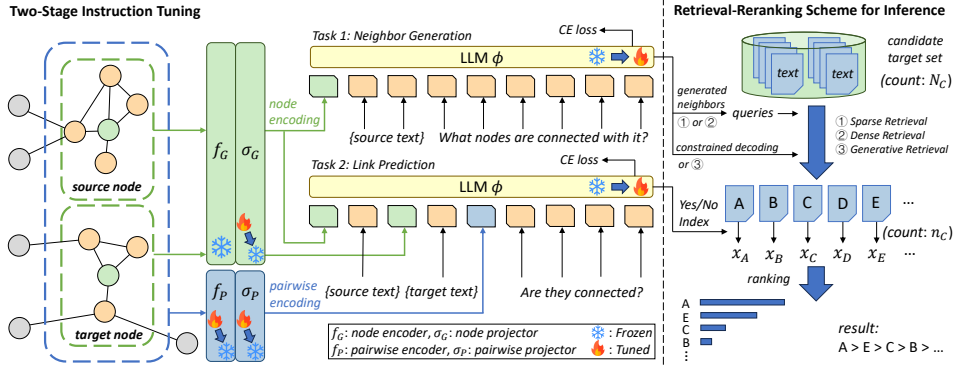 Two-Stage Instruction Tuning
source node
target node
f_G
σ_G
f_P
σ_P
node encoding
pairwise encoding
Task 1: Neighbor Generation
CE loss
LLM ϕ
{source text}
What nodes are connected with it?
Task 2: Link Prediction
CE loss
LLM ϕ
{source text} {target text}
Are they connected?
f_G: node encoder, σ_G: node projector : Frozen
f_P: pairwise encoder, σ_P: pairwise projector : Tuned
Retrieval-Reranking Scheme for Inference
text
text
candidate
target set
(count: N_C)
generated
neighbors
① or ②
queries
constrained decoding
or ③
① Sparse Retrieval
② Dense Retrieval
③ Generative Retrieval
Yes/No
Index
A B C D E ...
(count: n_C)
x_A x_B x_C x_D x_E ...
ranking
A
E
C
B
⋮
result:
A > E > C > B > ...